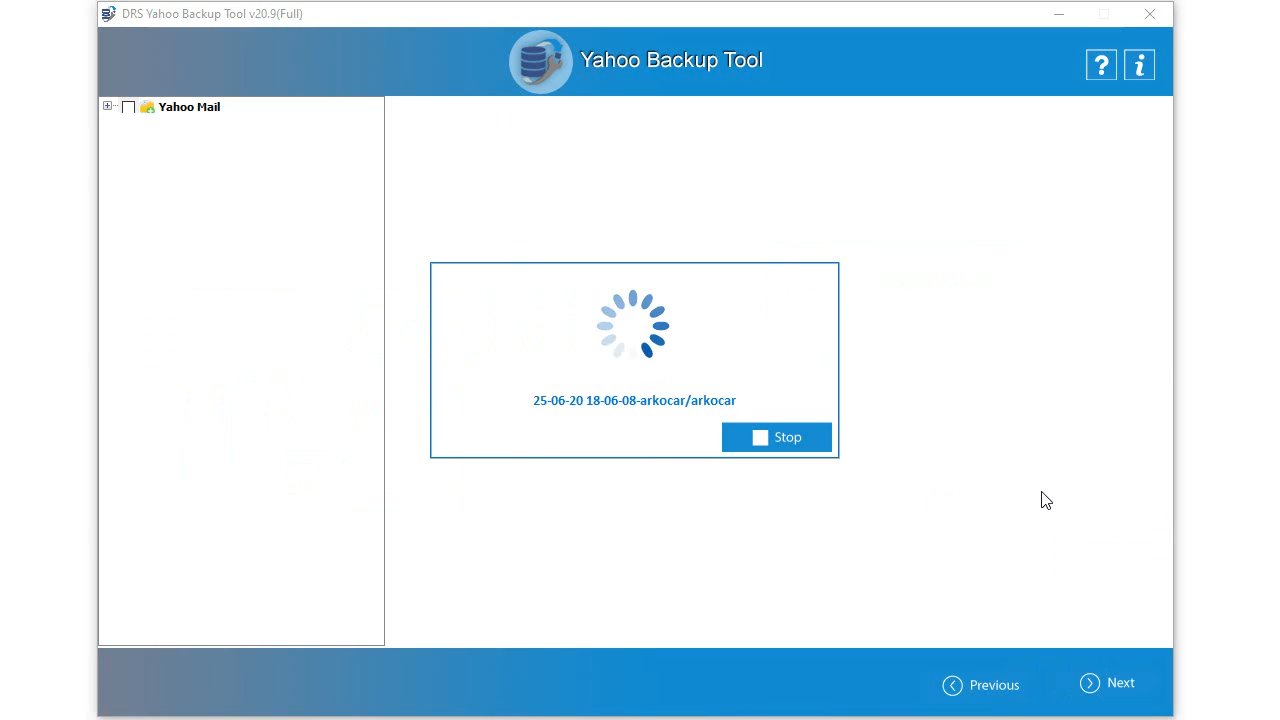 DRS Yahoo Backup Tool v20.9(Full)
Yahoo Backup Tool
Yahoo Mail
25-06-20 18-06-08-arkocar/arkocar
Stop
Previous
Next